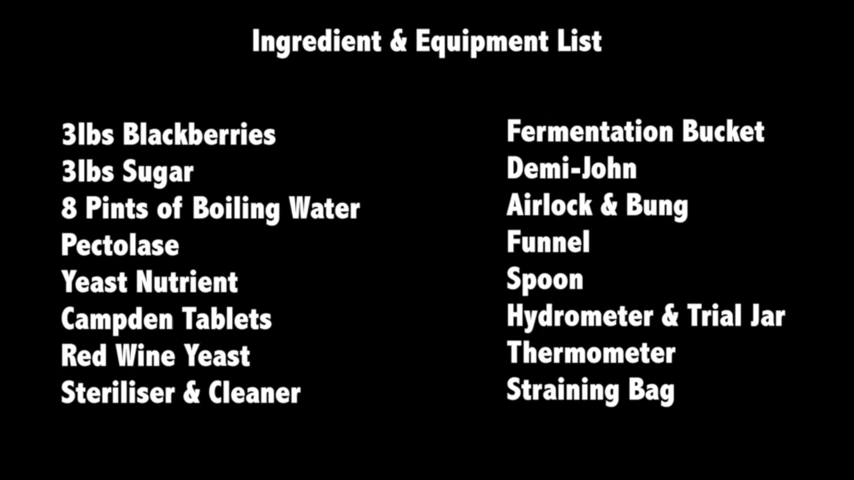 Ingredient & Equipment List
3lbs Blackberries
3lbs Sugar
8 Pints of Boiling Water
Pectolase
Yeast Nutrient
Campden Tablets
Red Wine Yeast
Steriliser & Cleaner
Fermentation Bucket
Demi-John
Airlock & Bung
Funnel
Spoon
Hydrometer & Trial Jar
Thermometer
Straining Bag